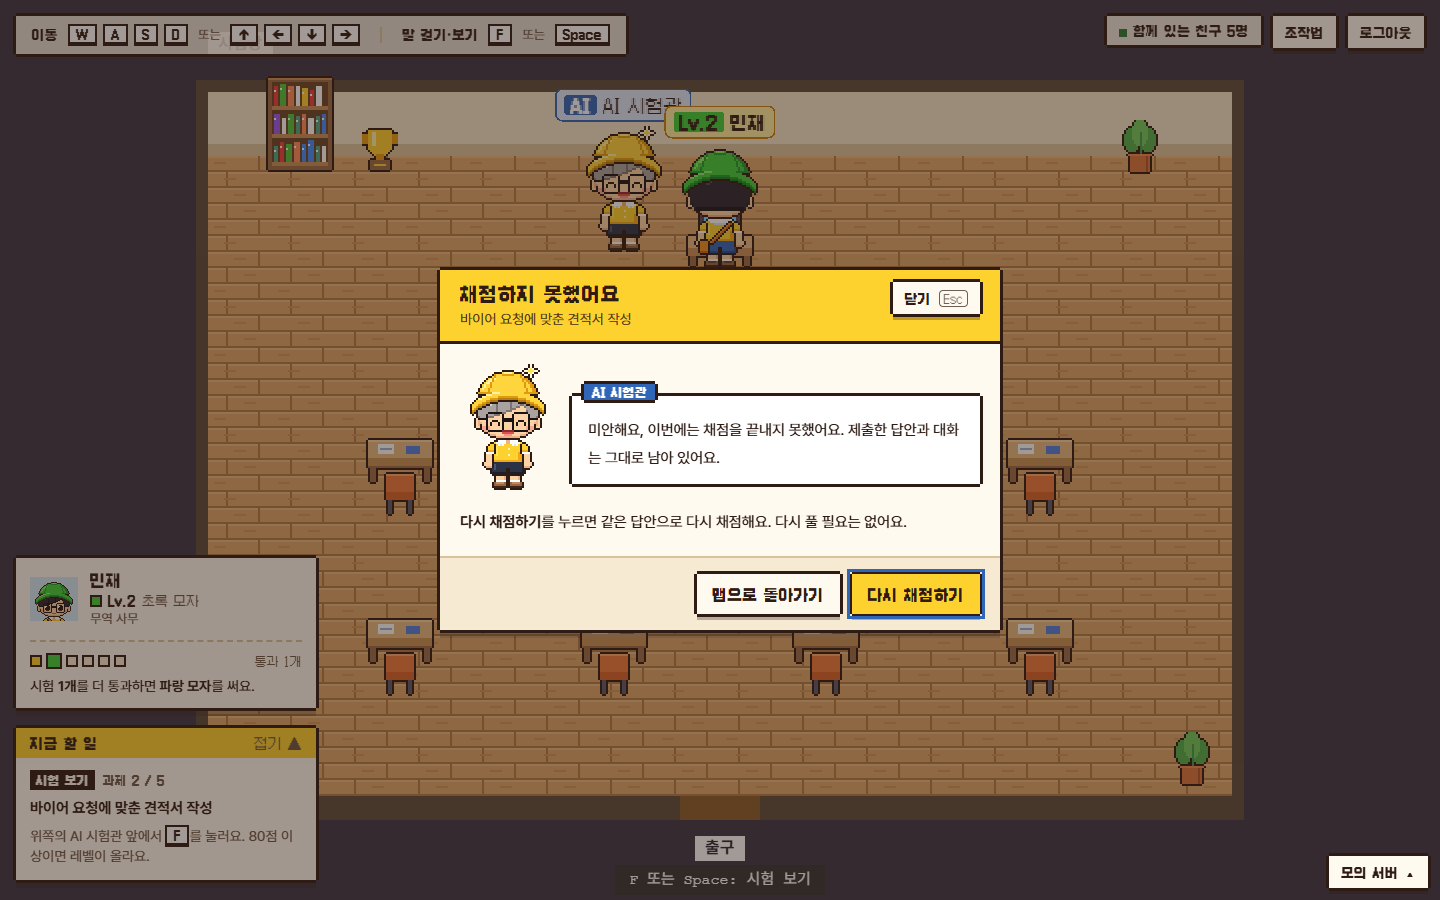 이동 W A S D 또는 ↑ ← ↓ → 말 걸기·보기 F 또는 Space
함께 있는 친구 5명
조작법
로그아웃
AI AI 시험관
Lv.2 민재
채점하지 못했어요
바이어 요청에 맞춘 견적서 작성
닫기 Esc
AI 시험관
미안해요, 이번에는 채점을 끝내지 못했어요. 제출한 답안과 대화
는 그대로 남아 있어요.
다시 채점하기를 누르면 같은 답안으로 다시 채점해요. 다시 풀 필요는 없어요.
맵으로 돌아가기
다시 채점하기
민재
Lv.2 초록 모자
무역 사무
통과 1개
시험 1개를 더 통과하면 파랑 모자를 써요.
지금 할 일
접기 ▲
시험 보기 과제 2 / 5
바이어 요청에 맞춘 견적서 작성
위쪽의 AI 시험관 앞에서 F 를 눌러요. 80점 이
상이면 레벨이 올라요.
출구
F 또는 Space: 시험 보기
모의 서버 ▲